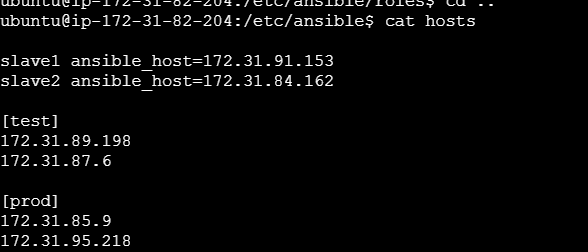 ubuntu@ip-172-31-82-204:/etc/ansible/roles$ cd ..
ubuntu@ip-172-31-82-204:/etc/ansible$ cat hosts
slave1 ansible_host=172.31.91.153
slave2 ansible_host=172.31.84.162
[test]
172.31.89.198
172.31.87.6
[prod]
172.31.85.9
172.31.95.218